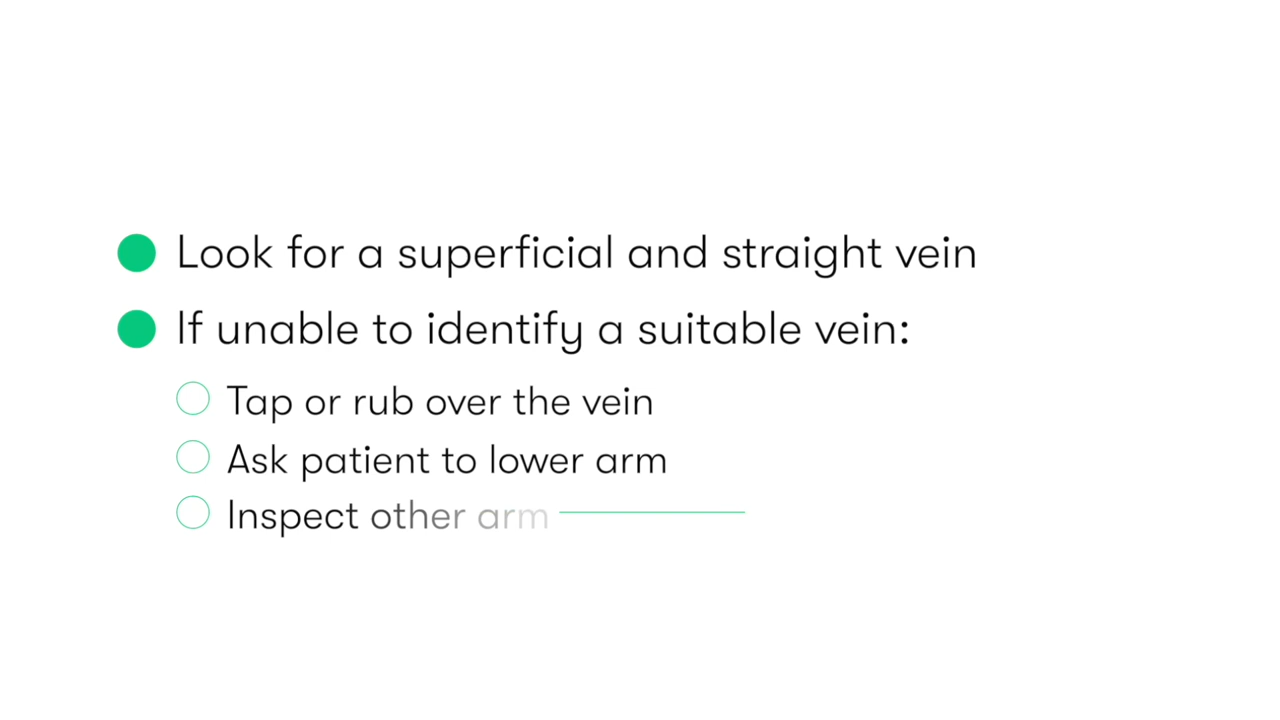 Look for a superficial and straight vein
If unable to identify a suitable vein:
Tap or rub over the vein
Ask patient to lower arm
Inspect other arm